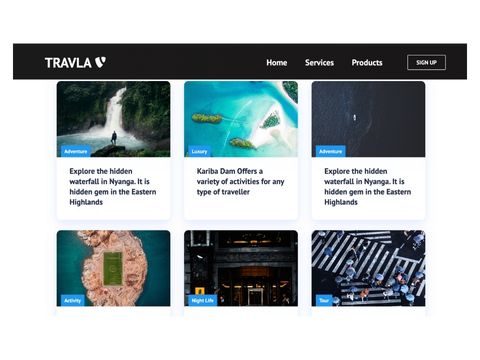 TRAVLA
Home Services Products SIGN UP
Adventure
Explore the hidden
waterfall in Nyanga. It is
hidden gem in the Eastern
Highlands
Luxury
Kariba Dam Offers a
variety of activities for any
type of traveller
Adventure
Explore the hidden
waterfall in Nyanga. It is
hidden gem in the Eastern
Highlands
Activity
Night Life
Tour